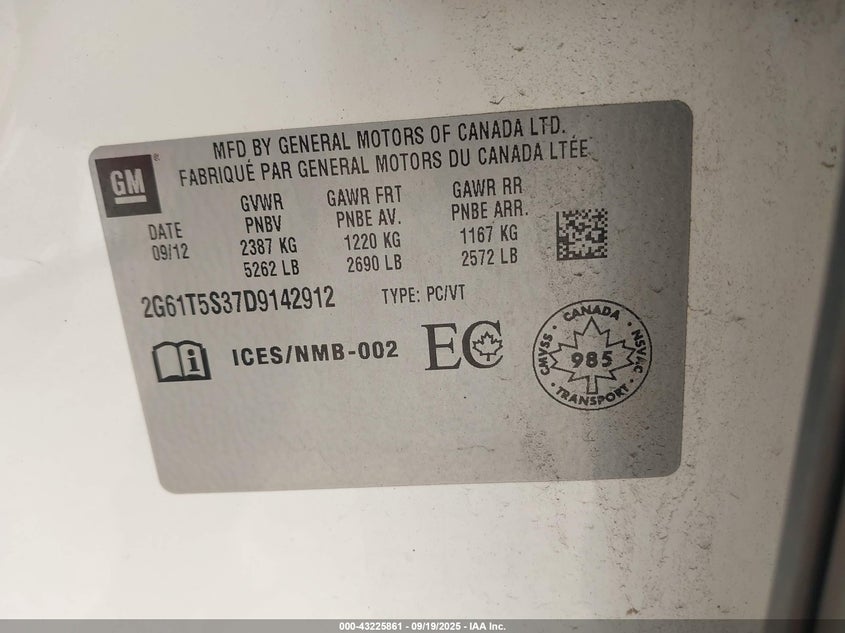 MFD BY GENERAL MOTORS OF CANADA LTD.
FABRIQUÉ PAR GENERAL MOTORS DU CANADA LTÉE
GM
DATE
09/12
GVWR
PNBV
2387 KG
5262 LB
GAWR FRT
PNBE AV.
1220 KG
2690 LB
GAWR RR
PNBE ARR.
1167 KG
2572 LB
2G61T5S37D9142912
TYPE: PC/VT
ICES/NMB-002
EC
CANADA
CMVSS
985
NSVAC
TRANSPORT
000-43225861 - 09/19/2025 - IAA Inc.